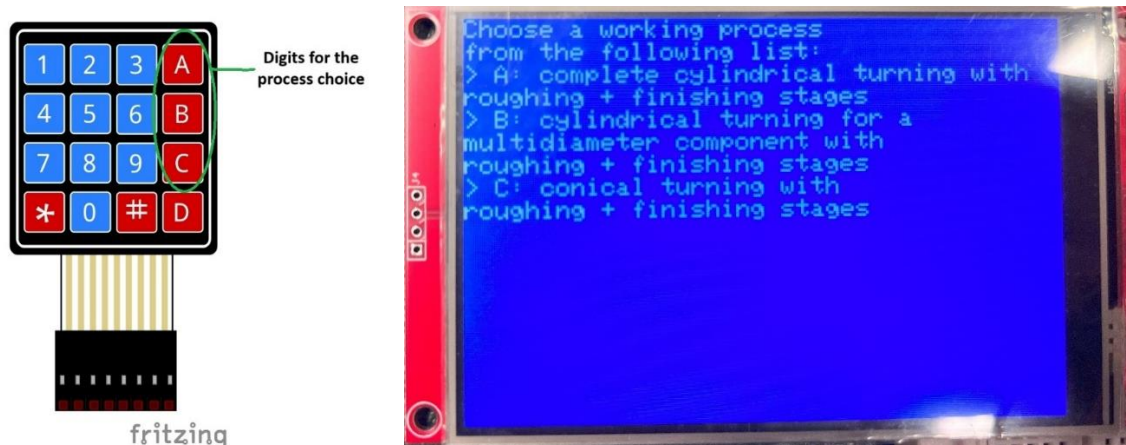 1 2 3 A
4 5 6 B
7 8 9 C
* 0 # D
Digits for the
process choice
fritzing
Choose a working process
from the following list:
> A: complete cylindrical turning with
roughing + finishing stages
> B: cylindrical turning for a
multidiameter component with
roughing + finishing stages
> C: conical turning with
roughing + finishing stages
J4